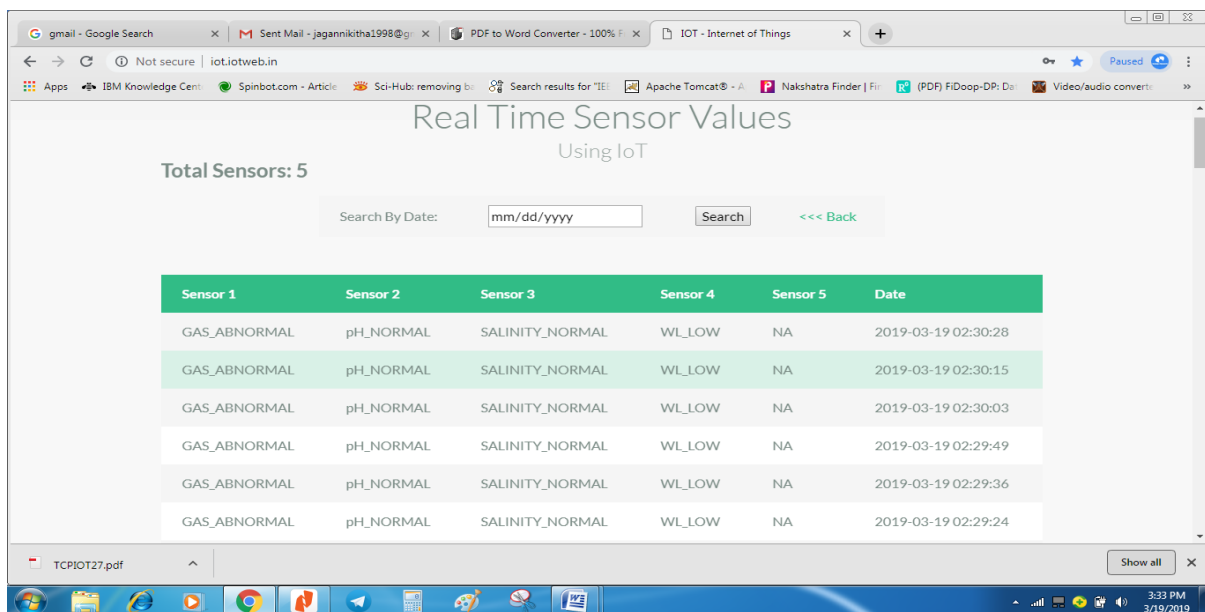 gmail - Google Search Sent Mail - jagannikitha1998@g PDF to Word Converter - 100% F IOT - Internet of Things
Not secure | iot.iotweb.in Paused
Apps IBM Knowledge Cent Spinbot.com - Article Sci-Hub: removing ba Search results for "IEE Apache Tomcat® - A Nakshatra Finder | Fin (PDF) FiDoop-DP: Dat Video/audio converte »
Real Time Sensor Values
Using IoT
Total Sensors: 5
Search By Date: mm/dd/yyyy Search <<< Back
Sensor 1 Sensor 2 Sensor 3 Sensor 4 Sensor 5 Date
GAS_ABNORMAL pH_NORMAL SALINITY_NORMAL WL_LOW NA 2019-03-19 02:30:28
GAS_ABNORMAL pH_NORMAL SALINITY_NORMAL WL_LOW NA 2019-03-19 02:30:15
GAS_ABNORMAL pH_NORMAL SALINITY_NORMAL WL_LOW NA 2019-03-19 02:30:03
GAS_ABNORMAL pH_NORMAL SALINITY_NORMAL WL_LOW NA 2019-03-19 02:29:49
GAS_ABNORMAL pH_NORMAL SALINITY_NORMAL WL_LOW NA 2019-03-19 02:29:36
GAS_ABNORMAL pH_NORMAL SALINITY_NORMAL WL_LOW NA 2019-03-19 02:29:24
TCPIOT27.pdf Show all
3:33 PM
3/19/2019